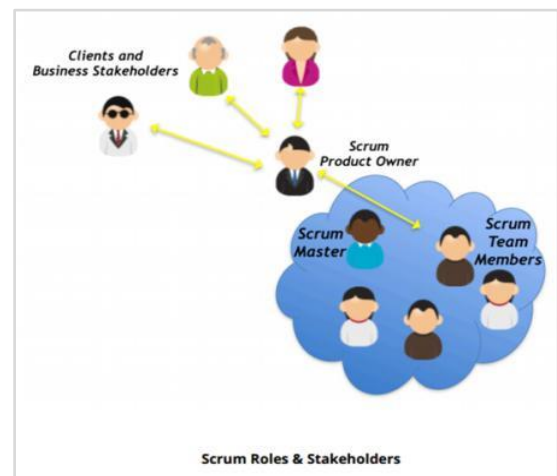 Clients and
Business Stakeholders
Scrum
Product Owner
Scrum
Master
Scrum
Team
Members
Scrum Roles & Stakeholders